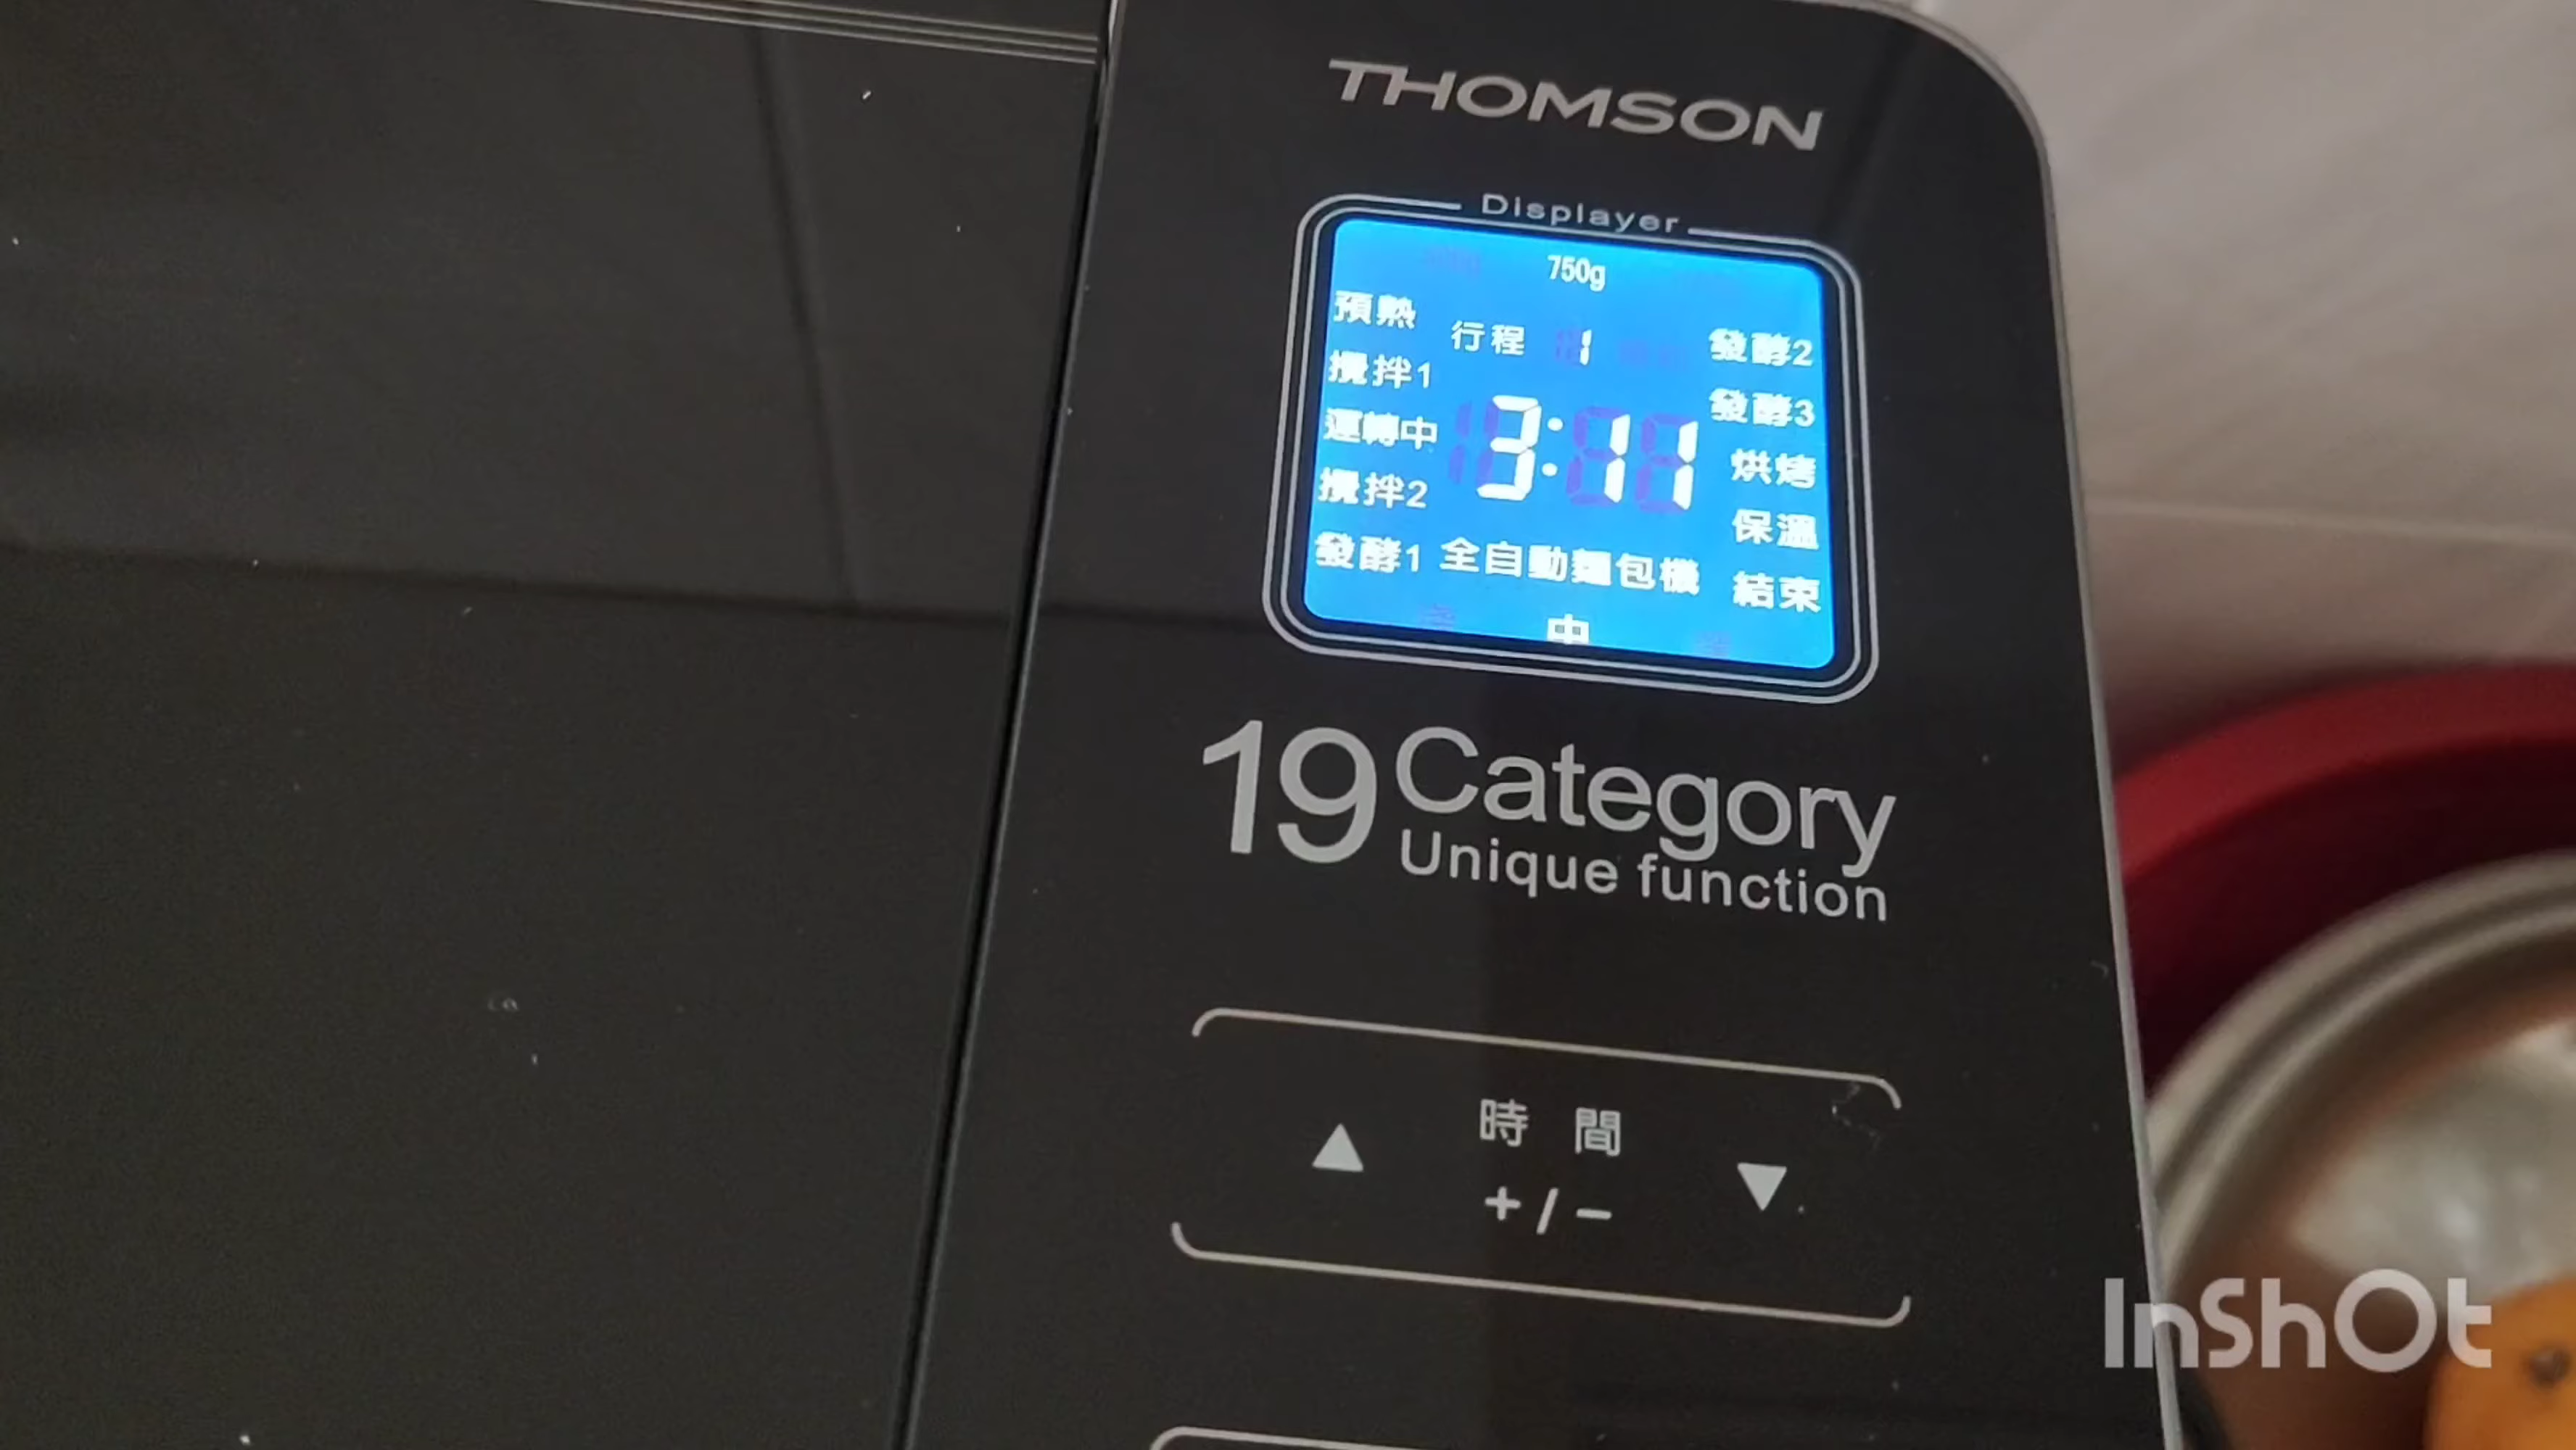 THOMSON
Displayer
750g
預熱
行程 1
發酵2
攪拌1
發酵3
運轉中
3:11
烘烤
攪拌2
保溫
發酵1
全自動麵包機
結束
中
19 Category
Unique function
時間
+/−
InShOt